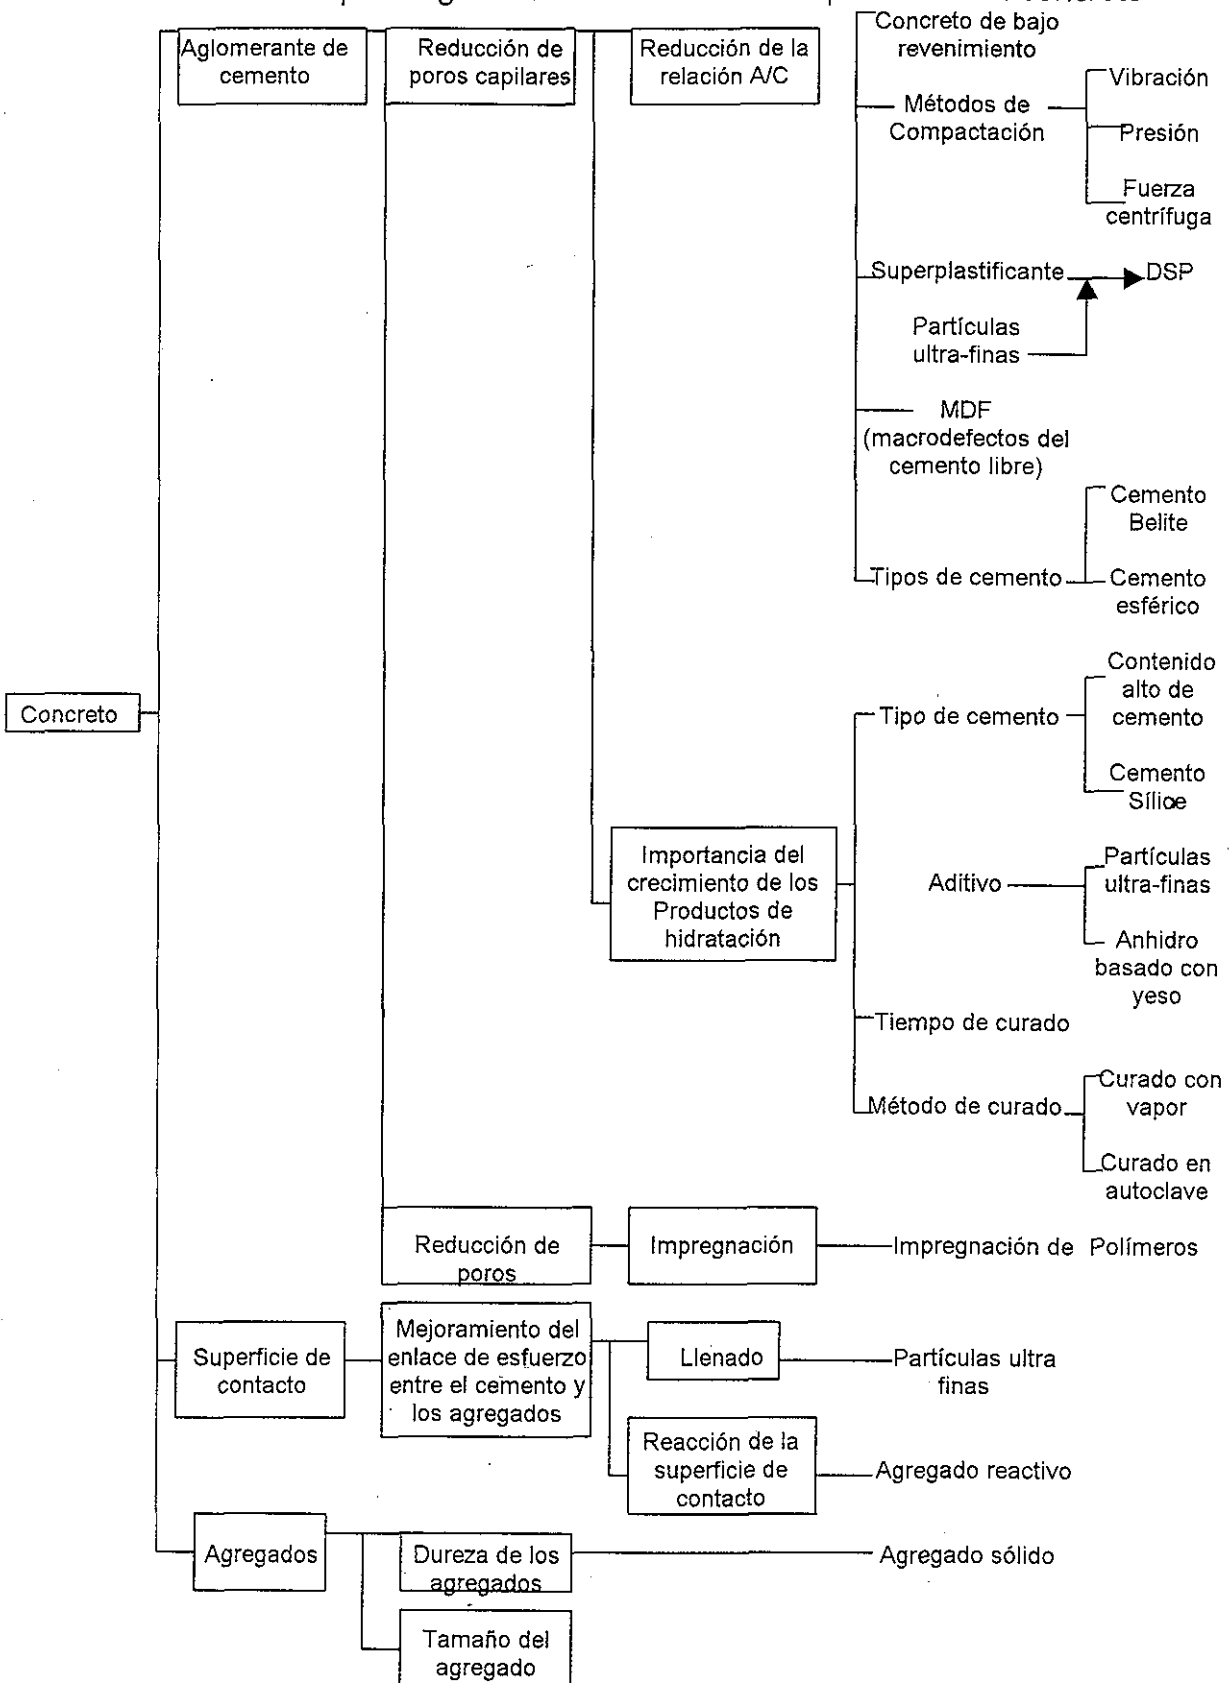 Aglomerante de
cemento
Reducción de
poros capilares
Reducción de la
relación A/C
Concreto de bajo
revenimiento
Métodos de
Compactación
Vibración
Presión
Fuerza
centrífuga
Superplastificante
DSP
Partículas
ultra-finas
MDF
(macrodefectos del
cemento libre)
Tipos de cemento
Cemento
Belite
Cemento
esférico
Concreto
Importancia del
crecimiento de los
Productos de
hidratación
Tipo de cemento
Contenido
alto de
cemento
Cemento
Sílice
Aditivo
Partículas
ultra-finas
Anhidro
basado con
yeso
Tiempo de curado
Método de curado
Curado con
vapor
Curado en
autoclave
Reducción de
poros
Impregnación
Impregnación de Polímeros
Superficie de
contacto
Mejoramiento del
enlace de esfuerzo
entre el cemento y
los agregados
Llenado
Partículas ultra
finas
Reacción de la
superficie de
contacto
Agregado reactivo
Agregados
Dureza de los
agregados
Agregado sólido
Tamaño del
agregado